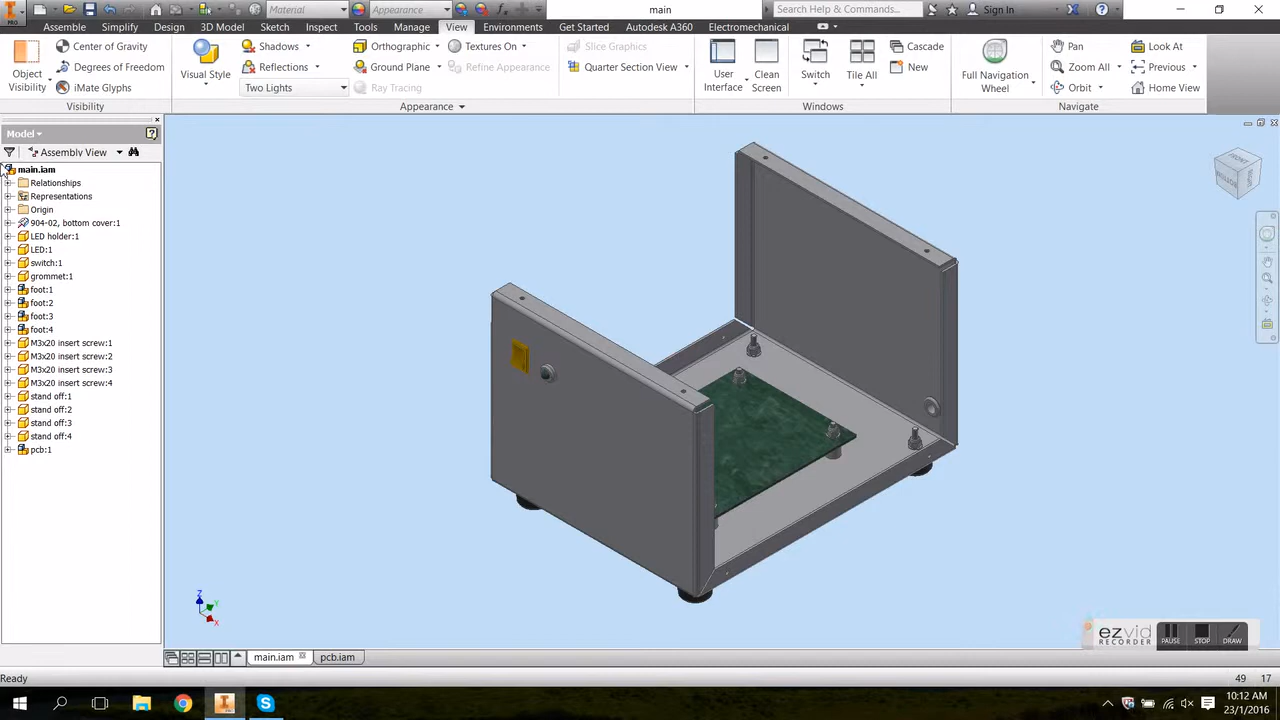 PRO
Material
Appearance
main
Search Help & Commands...
Sign In
Assemble Simplify Design 3D Model Sketch Inspect Tools Manage View Environments Get Started Autodesk A360 Electromechanical
Object Visibility
Center of Gravity
Degrees of Freedom
iMate Glyphs
Visibility
Visual Style
Shadows
Reflections
Two Lights
Orthographic
Ground Plane
Ray Tracing
Textures On
Refine Appearance
Appearance
Slice Graphics
Quarter Section View
User Interface
Clean Screen
Switch
Tile All
Cascade
New
Windows
Full Navigation Wheel
Pan
Zoom All
Orbit
Look At
Previous
Home View
Navigate
Model
Assembly View
main.iam
Relationships
Representations
Origin
904-02, bottom cover:1
LED holder:1
LED:1
switch:1
grommet:1
foot:1
foot:2
foot:3
foot:4
M3x20 insert screw:1
M3x20 insert screw:2
M3x20 insert screw:3
M3x20 insert screw:4
stand off:1
stand off:2
stand off:3
stand off:4
pcb:1
Z
Y
X
FRONT
BOTTOM
ezvid
RECORDER
PAUSE STOP DRAW
main.iam pcb.iam
Ready 49 17
10:12 AM
23/1/2016